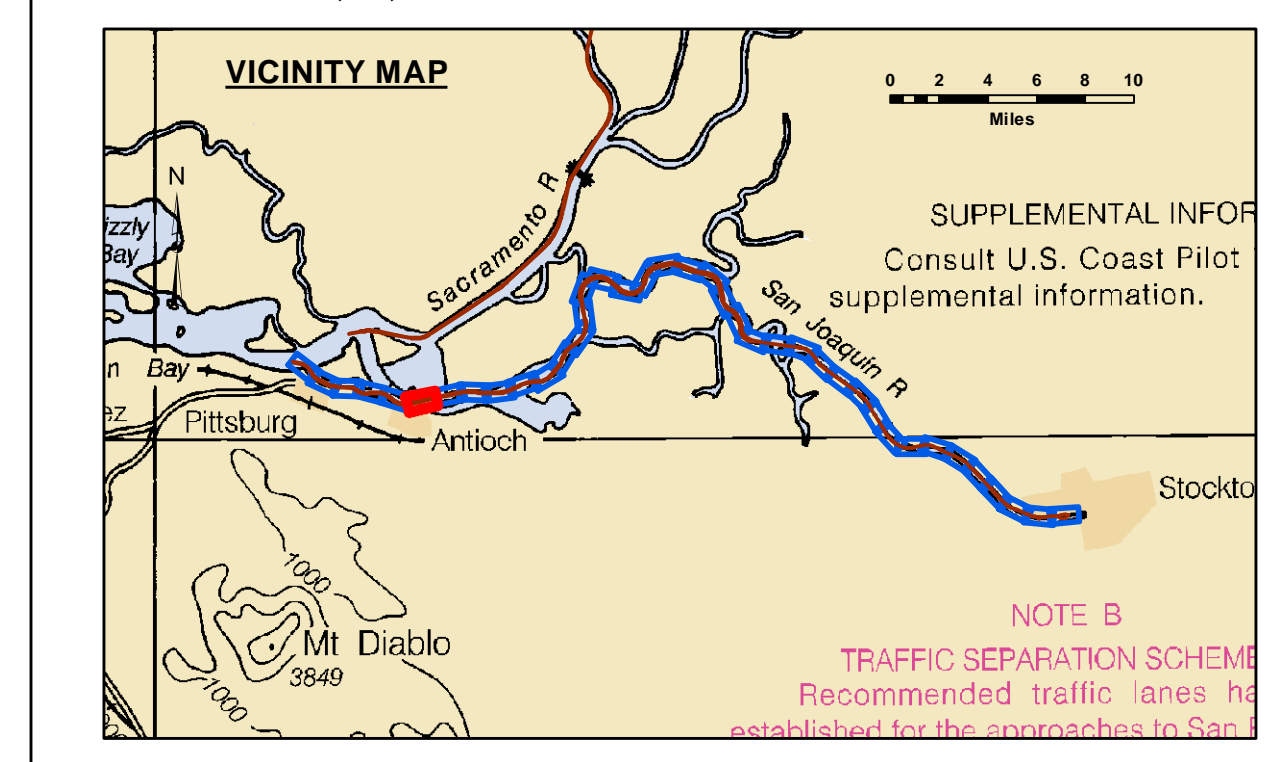 VICINITY MAP
0 2 4 6 8 10
Miles
N
Sacramento R
izzly
Bay
SUPPLEMENTAL INFOR
Consult U.S. Coast Pilot
supplemental information.
San Joaquin R
n Bay
ez
Pittsburg
Antioch
Stockto
1000
Mt Diablo
3849
1000
NOTE B
TRAFFIC SEPARATION SCHEME
Recommended traffic lanes ha
established for the approaches to San F